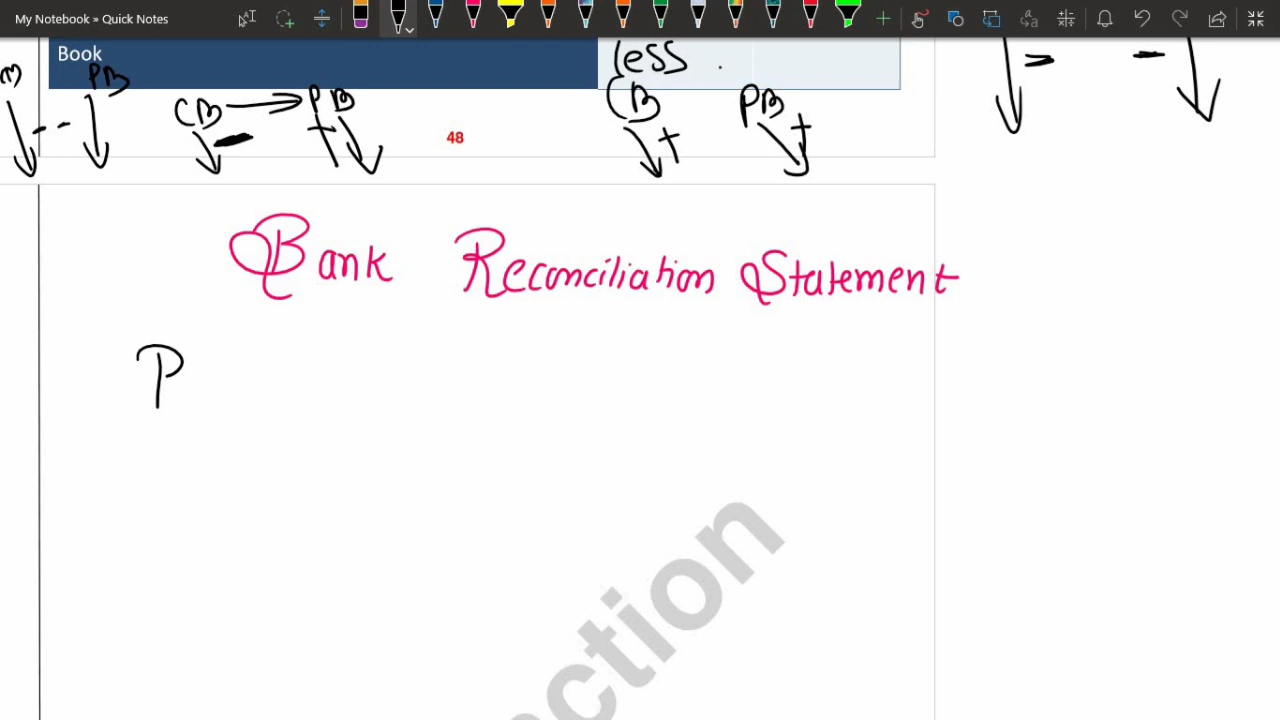 My Notebook » Quick Notes
Book
less .
PB
CB PB
CB PB
48
Bank Reconciliation Statement
P
ction